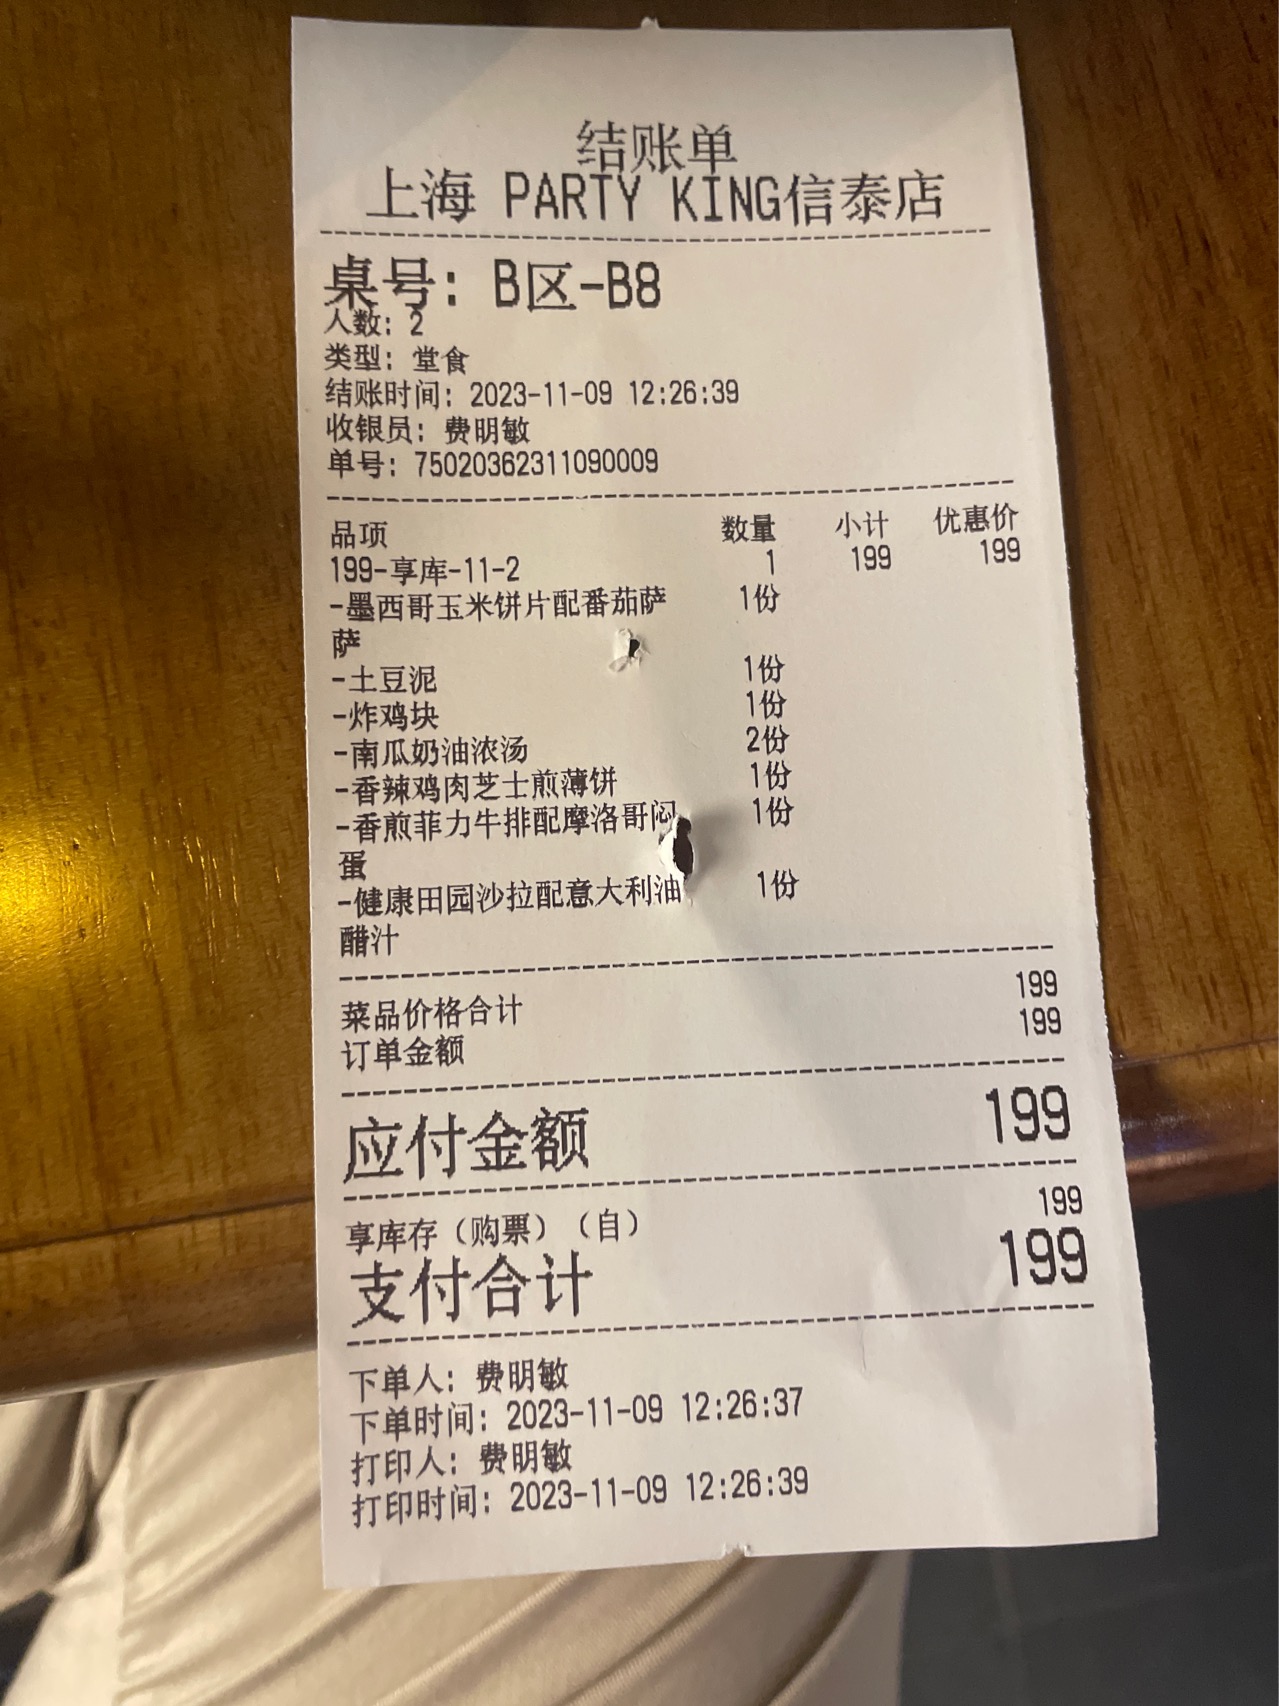 结账单
上海 PARTY KING信泰店
桌号: B区-B8
人数: 2
类型: 堂食
结账时间: 2023-11-09 12:26:39
收银员: 费明敏
单号: 75020362311090009
品项 数量 小计 优惠价
199-享库-11-2 1 199 199
-墨西哥玉米饼片配番茄萨 1份
萨
-土豆泥 1份
-炸鸡块 1份
-南瓜奶油浓汤 2份
-香辣鸡肉芝士煎薄饼 1份
-香煎菲力牛排配摩洛哥闷 1份
蛋
-健康田园沙拉配意大利油 1份
醋汁
菜品价格合计 199
订单金额 199
应付金额 199
享库存（购票）（自） 199
支付合计 199
下单人: 费明敏
下单时间: 2023-11-09 12:26:37
打印人: 费明敏
打印时间: 2023-11-09 12:26:39